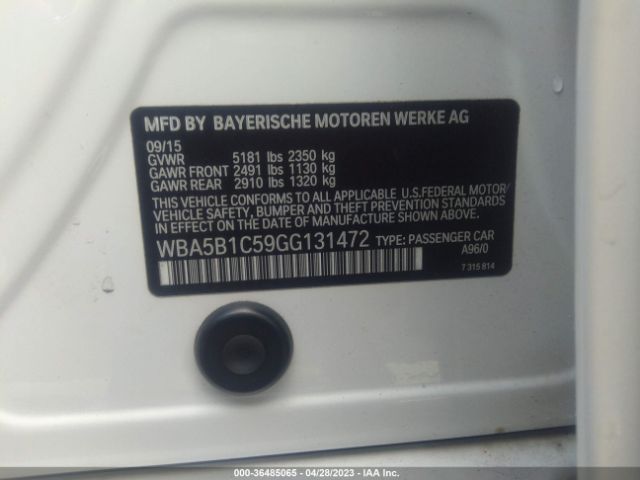 MFD BY BAYERISCHE MOTOREN WERKE AG
09/15
GVWR 5181 lbs 2350 kg
GAWR FRONT 2491 lbs 1130 kg
GAWR REAR 2910 lbs 1320 kg
THIS VEHICLE CONFORMS TO ALL APPLICABLE U.S.FEDERAL MOTOR
VEHICLE SAFETY, BUMPER, AND THEFT PREVENTION STANDARDS
IN EFFECT ON THE DATE OF MANUFACTURE SHOWN ABOVE.
WBA5B1C59GG131472 TYPE: PASSENGER CAR
A96/0
7 315 814
000-36485065 / 04/28/2023 - IAA Inc.